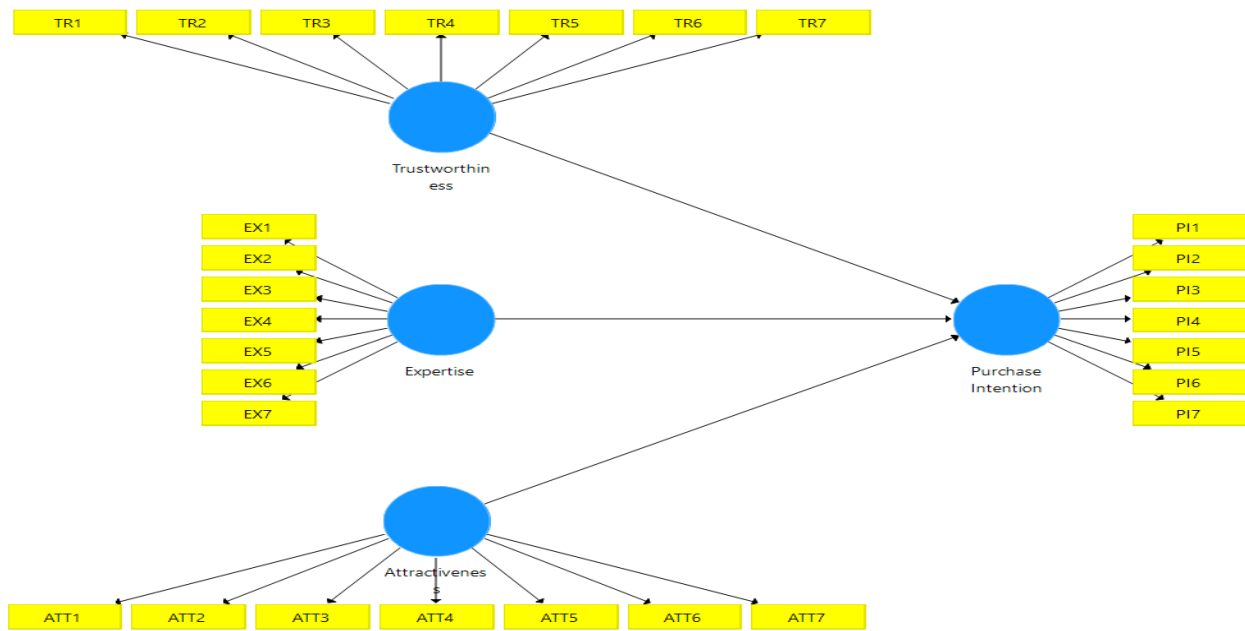 TR1 TR2 TR3 TR4 TR5 TR6 TR7
Trustworthin
ess
EX1
EX2
EX3
EX4
EX5
EX6
EX7
Expertise
Purchase
Intention
PI1
PI2
PI3
PI4
PI5
PI6
PI7
Attractivenes
s
ATT1 ATT2 ATT3 ATT4 ATT5 ATT6 ATT7